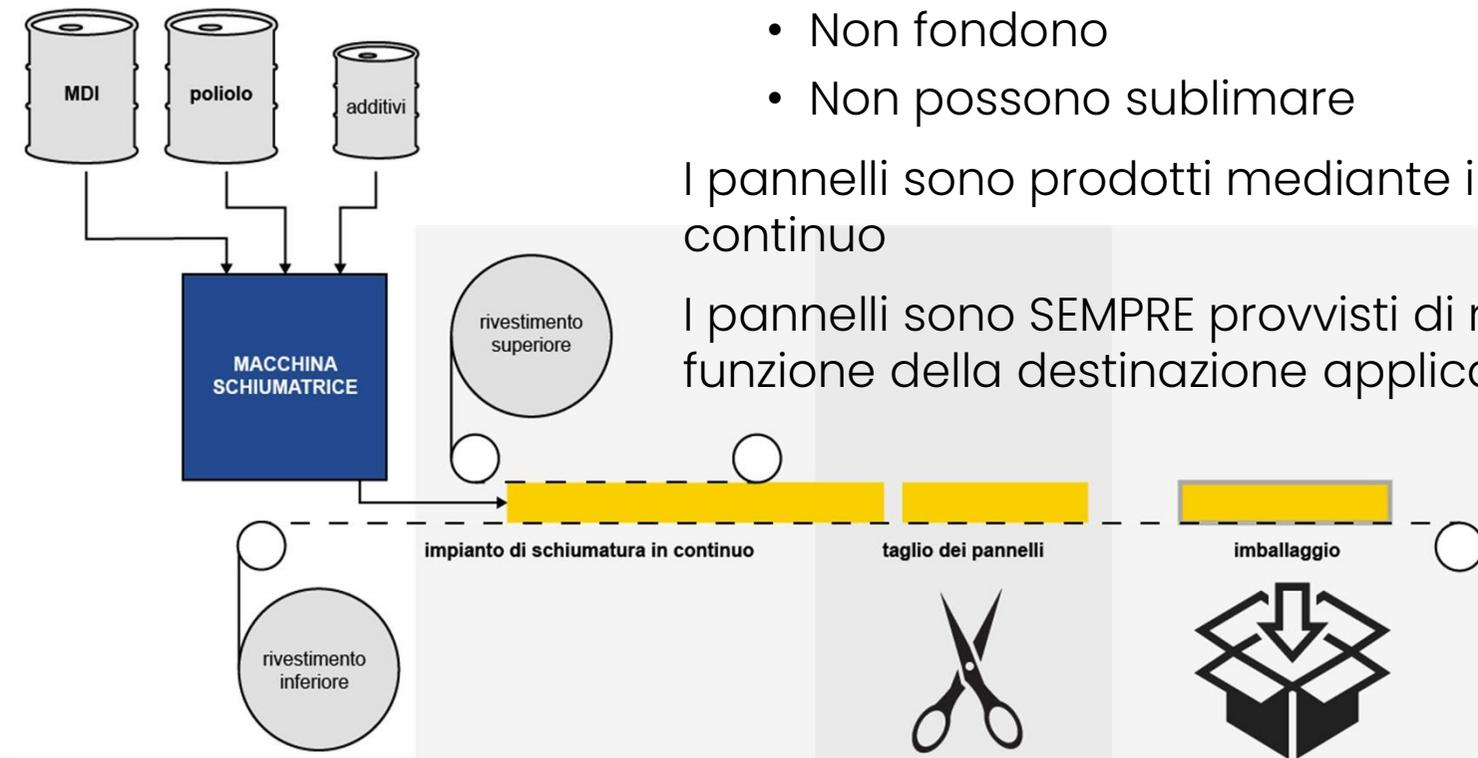 • Non fondono
• Non possono sublimare
I pannelli sono prodotti mediante i
continuo
I pannelli sono SEMPRE provvisti di
funzione della destinazione
MDI
poliolo
additivi
MACCHINA
SCHIUMATRICE
rivestimento
superiore
impianto di schiumatura in continuo
taglio dei pannelli
imballaggio
rivestimento
inferiore